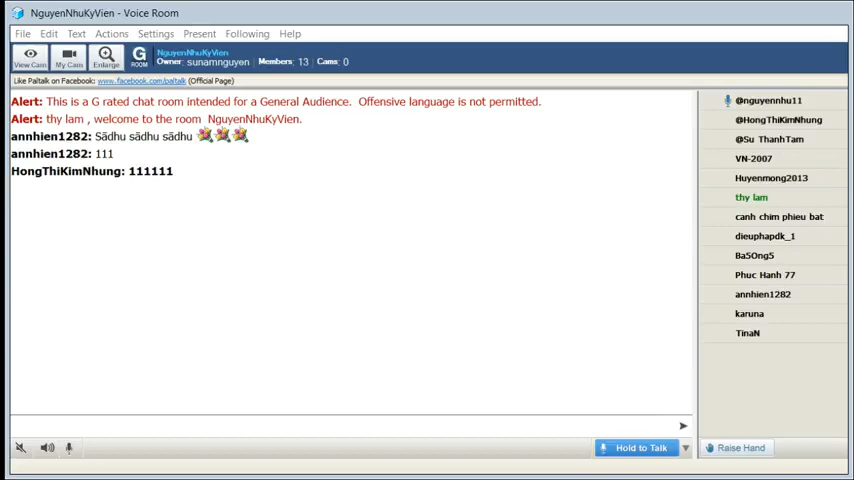 NguyenNhuKyVien - Voice Room
File Edit Text Actions Settings Present Following Help
View Cam My Cam Enlarge G ROOM NguyenNhuKyVien
Owner: sunamnguyen Members: 13 Cams: 0
Like Paltalk on Facebook: www.facebook.com/paltalk (Official Page)
Alert: This is a G rated chat room intended for a General Audience. Offensive language is not permitted.
Alert: thy lam , welcome to the room NguyenNhuKyVien.
annhien1282: Sādhu sādhu sādhu
annhien1282: 111
HongThiKimNhung: 111111
@nguyennhu11
@HongThiKimNhung
@Su ThanhTam
VN-2007
Huyenmong2013
thy lam
canh chim phieu bat
dieuphapdk_1
Ba5Ong5
Phuc Hanh 77
annhien1282
karuna
TinaN
Hold to Talk
Raise Hand